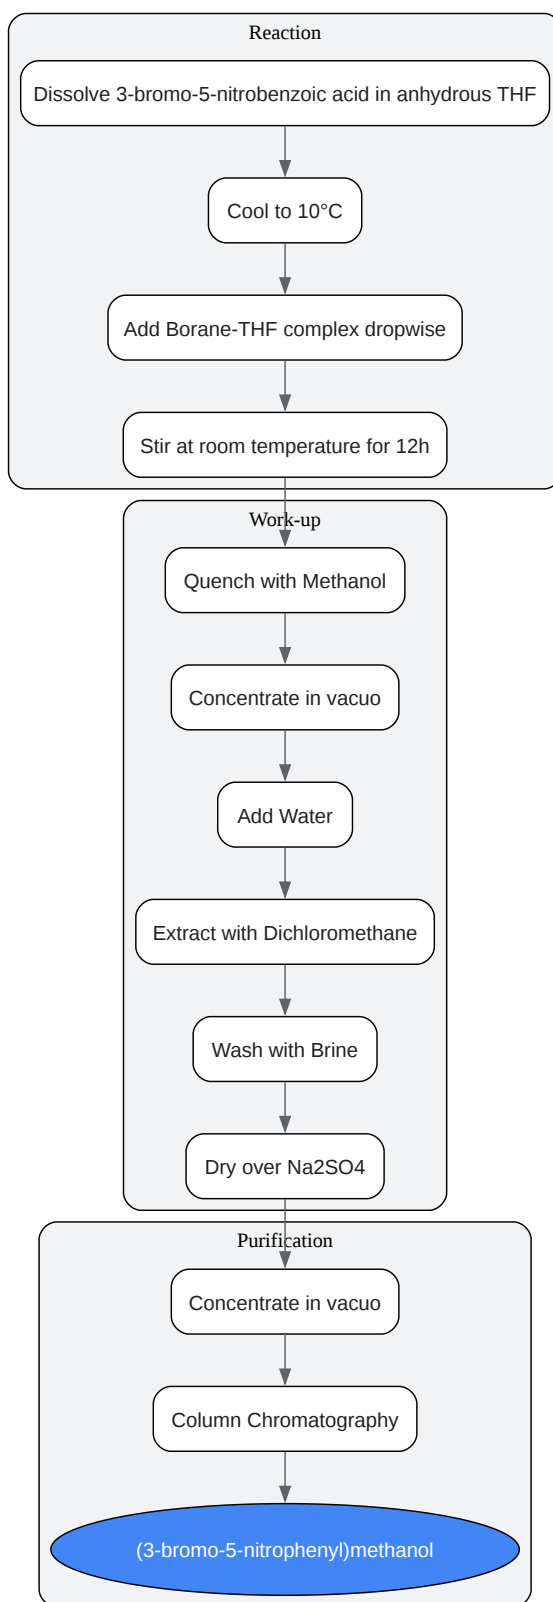 Reaction
Dissolve 3-bromo-5-nitrobenzoic acid in anhydrous THF
Cool to 10°C
Add Borane-THF complex dropwise
Stir at room temperature for 12h
Work-up
Quench with Methanol
Concentrate in vacuo
Add Water
Extract with Dichloromethane
Wash with Brine
Dry over Na2SO4
Purification
Concentrate in vacuo
Column Chromatography
(3-bromo-5-nitrophenyl)methanol